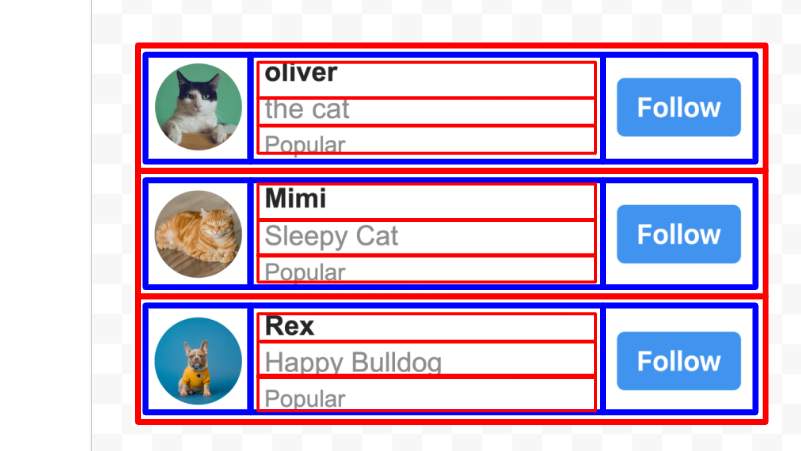 oliver
the cat
Popular
Follow
Mimi
Sleepy Cat
Popular
Follow
Rex
Happy Bulldog
Popular
Follow